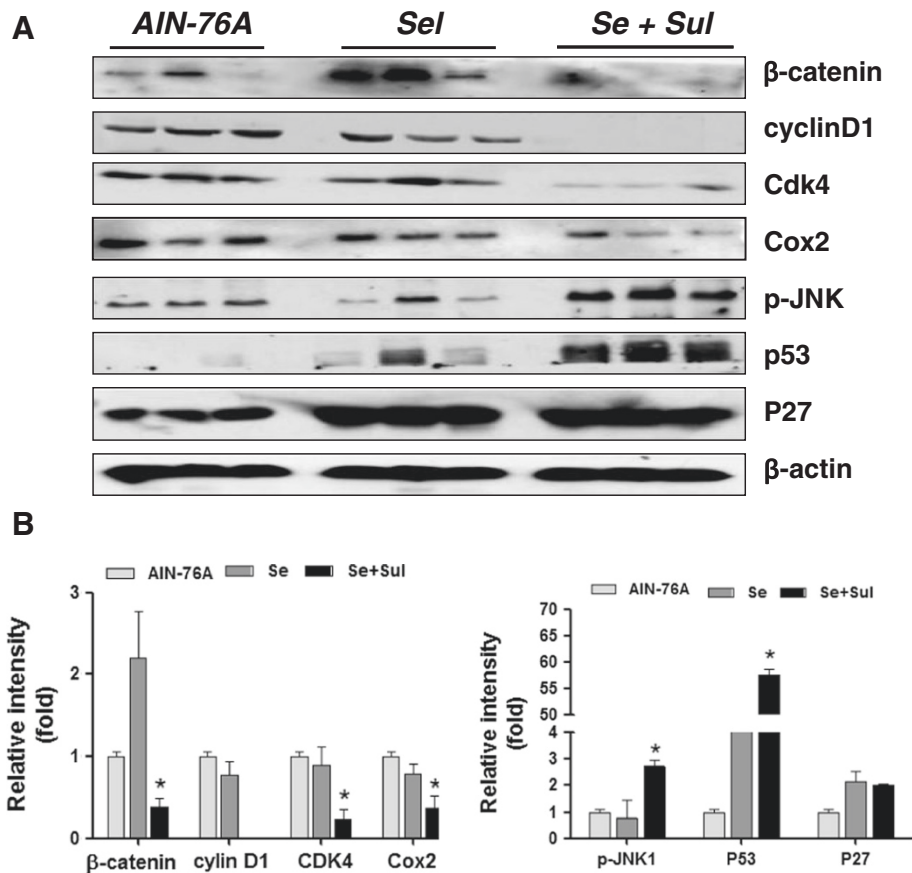 A
AIN-76A Sel Se + Sul
β-catenin
cyclinD1
Cdk4
Cox2
p-JNK
p53
P27
β-actin
B
AIN-76A Se Se+Sul
Relative intensity
(fold)
3
2
1
0
*
*
*
β-catenin cylin D1 CDK4 Cox2
AIN-76A Se Se+Sul
Relative intensity
(fold)
70
65
60
55
50
4
3
2
1
0
*
*
p-JNK1 P53 P27